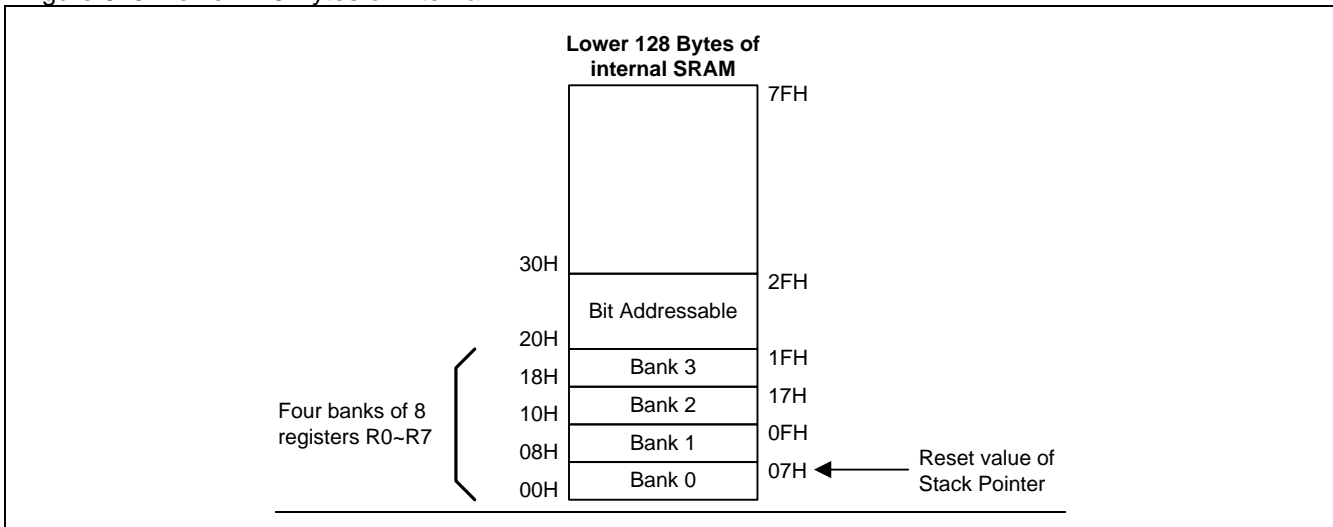 Lower 128 Bytes of
internal SRAM
7FH
30H
2FH
Bit Addressable
20H
1FH
Bank 3
18H
17H
Bank 2
10H
0FH
Bank 1
08H
07H
Bank 0
00H
Four banks of 8
registers R0~R7
Reset value of
Stack Pointer